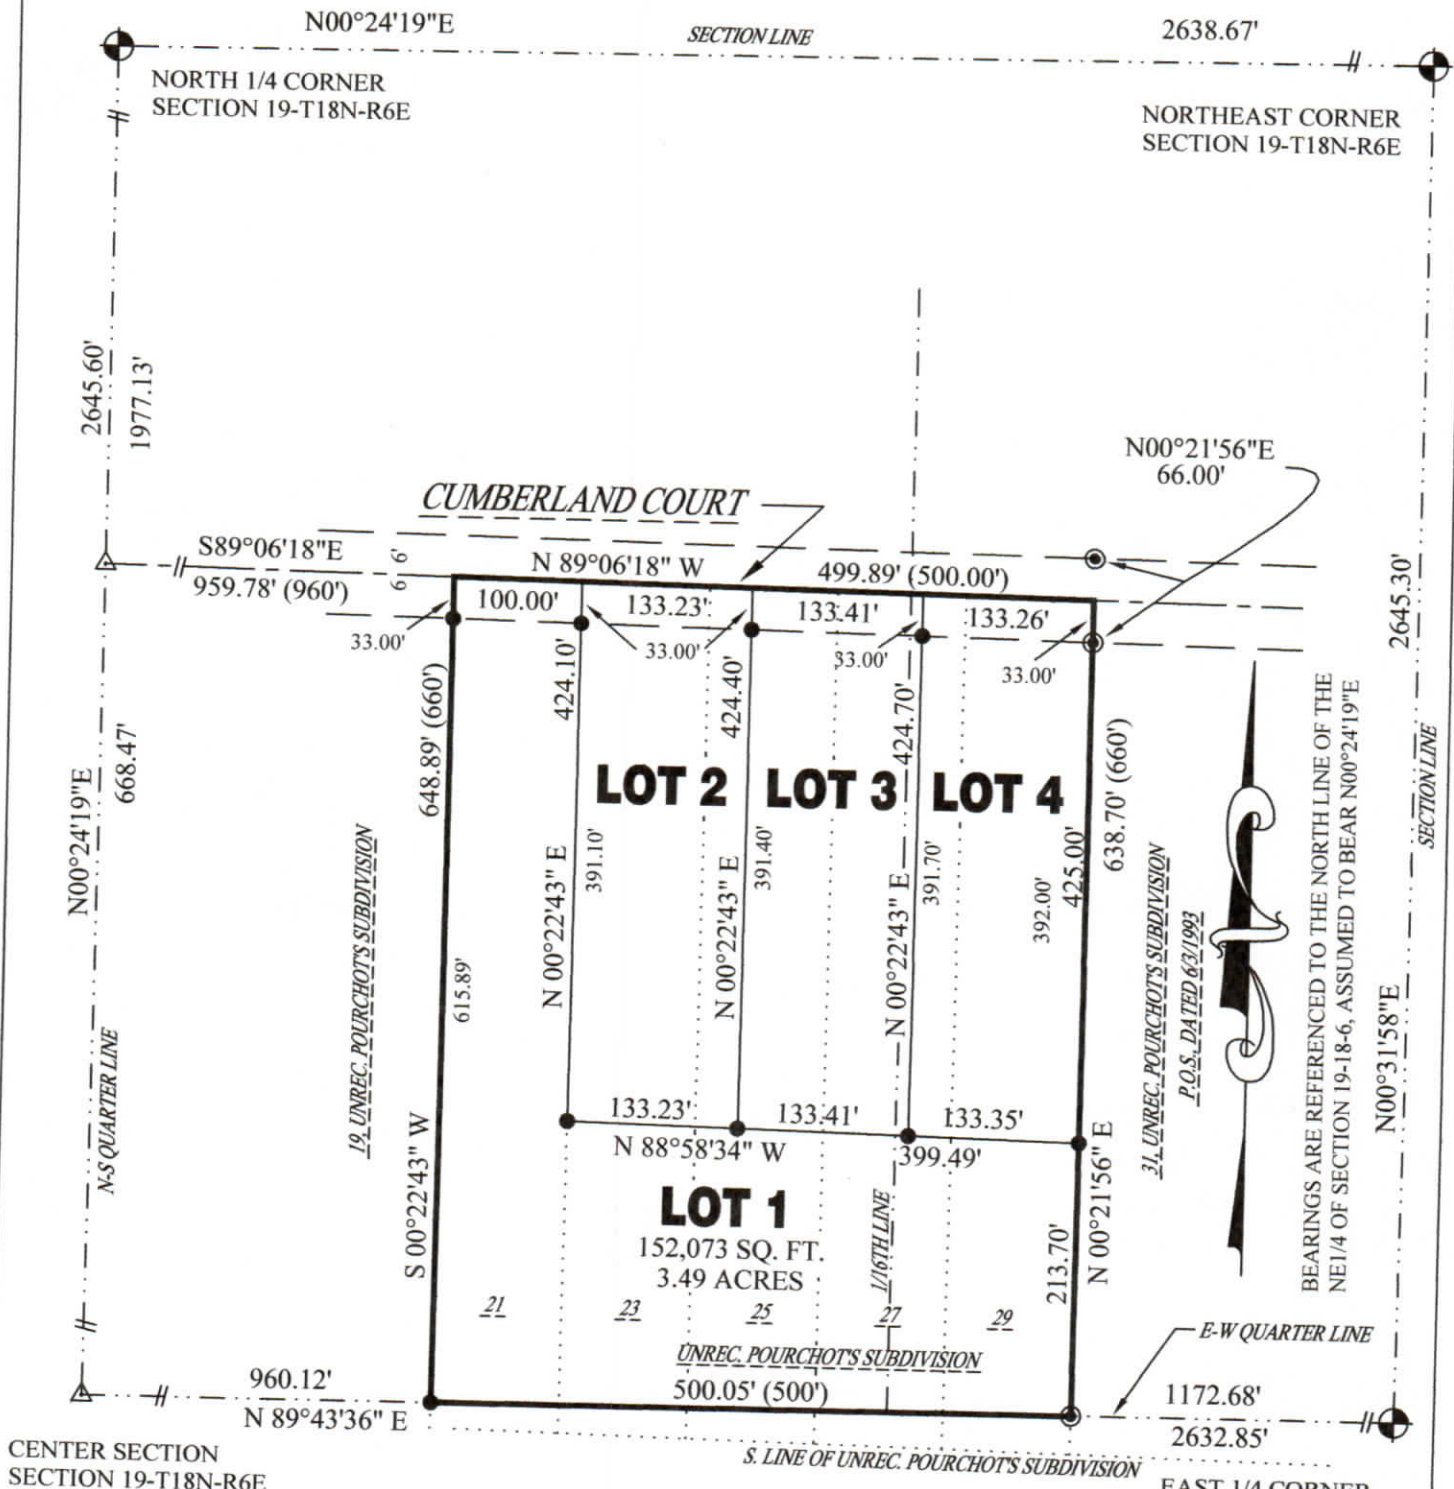 N00°24'19"E
SECTION LINE
2638.67'
NORTH 1/4 CORNER
SECTION 19-T18N-R6E
NORTHEAST CORNER
SECTION 19-T18N-R6E
2645.60'
1977.13'
N00°21'56"E
66.00'
CUMBERLAND COURT
S89°06'18"E
959.78' (960')
6 6'
N 89°06'18" W
499.89' (500.00')
100.00'
133.23'
133.41'
133.26'
33.00'
33.00'
33.00'
33.00'
2645.30'
SECTION LINE
648.89' (660')
424.10'
424.40'
424.70'
638.70' (660')
668.47'
N00°24'19"E
LOT 2
LOT 3
LOT 4
425.00'
392.00'
391.10'
391.40'
391.70'
N 00°22'43" E
N 00°22'43" E
N 00°22'43" E
19, UNREC. POURCHOT'S SUBDIVISION
615.89'
31, UNREC. POURCHOT'S SUBDIVISION
P.O.S. DATED 6/3/1993
BEARINGS ARE REFERENCED TO THE NORTH LINE OF THE
NE1/4 OF SECTION 19-18-6, ASSUMED TO BEAR N00°24'19"E
N00°31'58"E
N-S QUARTER LINE
S 00°22'43" W
133.23'
133.41'
133.35'
N 88°58'34" W
399.49'
N 00°21'56" E
213.70'
LOT 1
152,073 SQ. FT.
3.49 ACRES
1/16TH LINE
21
23
25
27
29
UNREC. POURCHOT'S SUBDIVISION
E-W QUARTER LINE
960.12'
N 89°43'36" E
500.05' (500')
1172.68'
2632.85'
S. LINE OF UNREC. POURCHOT'S SUBDIVISION
CENTER SECTION
SECTION 19-T18N-R6E
EAST 1/4 CORNER